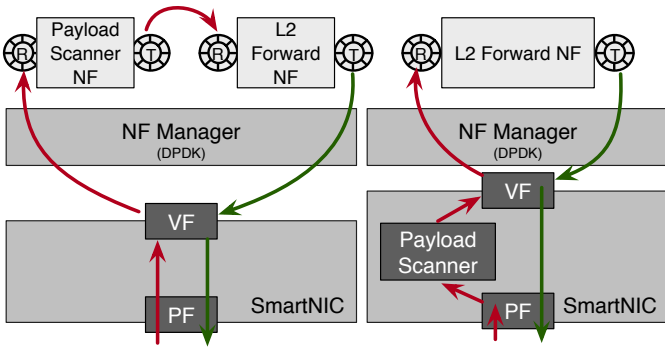 Payload
Scanner
NF
R
T
R
L2
Forward
NF
T
NF Manager
(DPDK)
VF
PF
SmartNIC
R
L2 Forward NF
T
NF Manager
(DPDK)
VF
Payload
Scanner
PF
SmartNIC